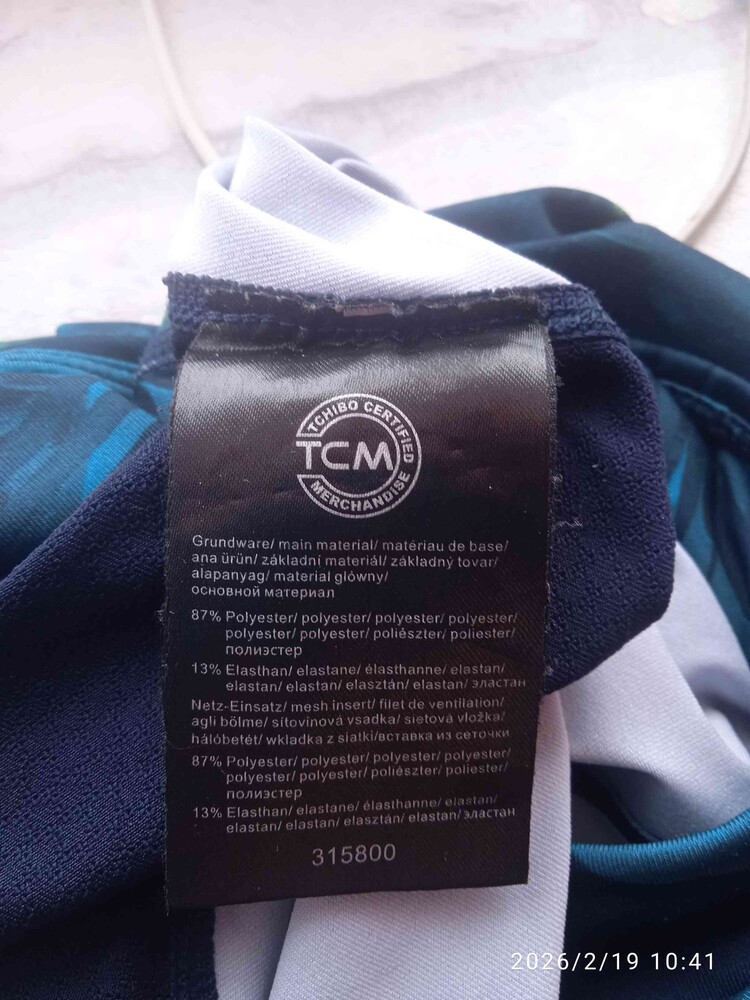 TCHIBO CERTIFIED
TCM
MERCHANDISE
Grundware/ main material/ matériau de base/
ana ürün/ základní materiál/ základný tovar/
alapanyag/ material główny/
основной материал
87% Polyester/ polyester/ polyester/ polyester/
polyester/ polyester/ poliészter/ poliester/
полиэстер
13% Elasthan/ elastane/ élasthanne/ elastan/
elastan/ elastan/ elasztán/ elastan/ эластан
Netz-Einsatz/ mesh insert/ filet de ventilation/
agli bölme/ síťovinová vsadka/ sieťová vložka/
hálóbetét/ wkladka z siatki/вставка из сеточки
87% Polyester/ polyester/ polyester/ polyester/
polyester/ polyester/ poliészter/ poliester/
полиэстер
13% Elasthan/ elastane/ élasthanne/ elastan/
elastan/ elastan/ elasztán/ elastan/ эластан
315800
2026/2/19 10:41